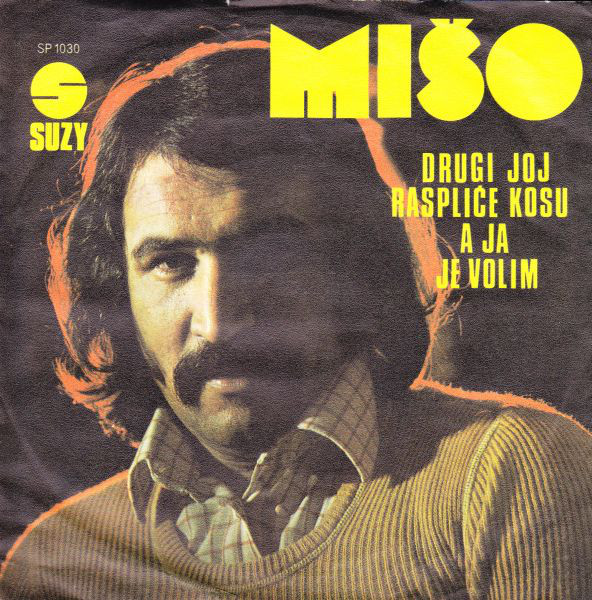 SP 1030
SUZY
MIŠO
DRUGI JOJ
RASPLIĆE KOSU
A JA
JE VOLIM